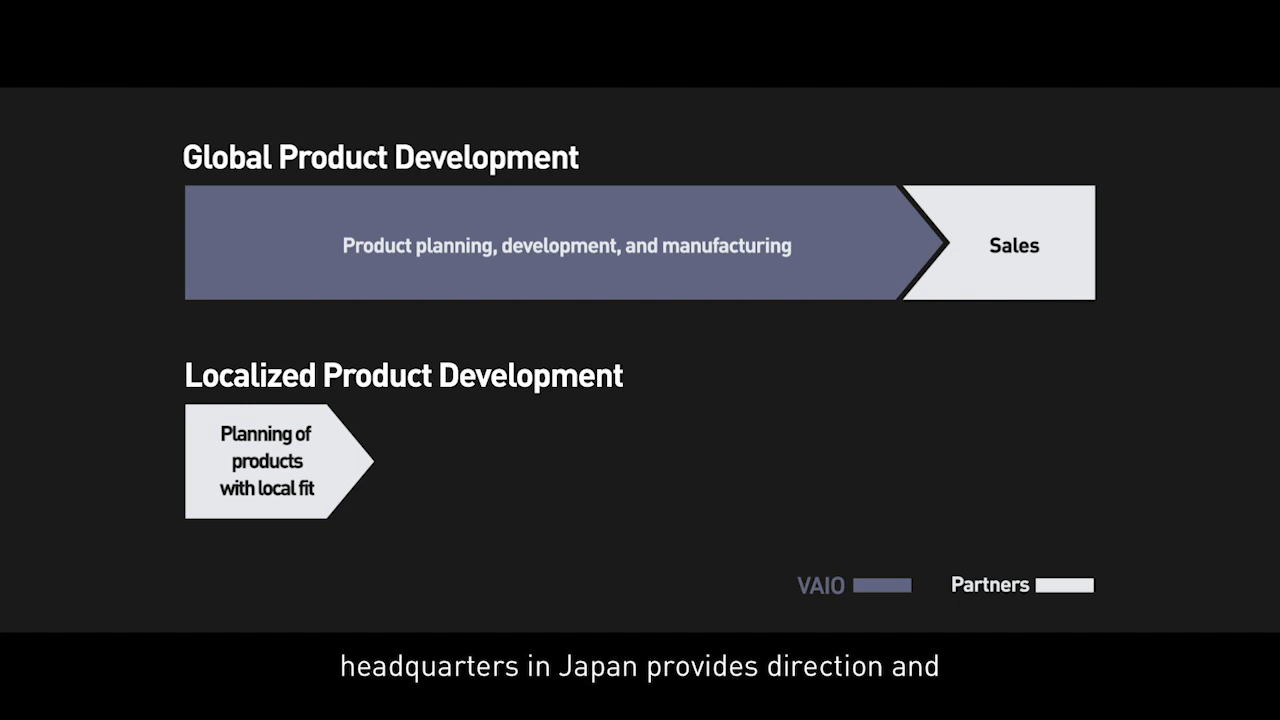 Global Product Development
Product planning, development, and manufacturing
Sales
Localized Product Development
Planning of
products
with local fit
VAIO
Partners
headquarters in Japan provides direction and